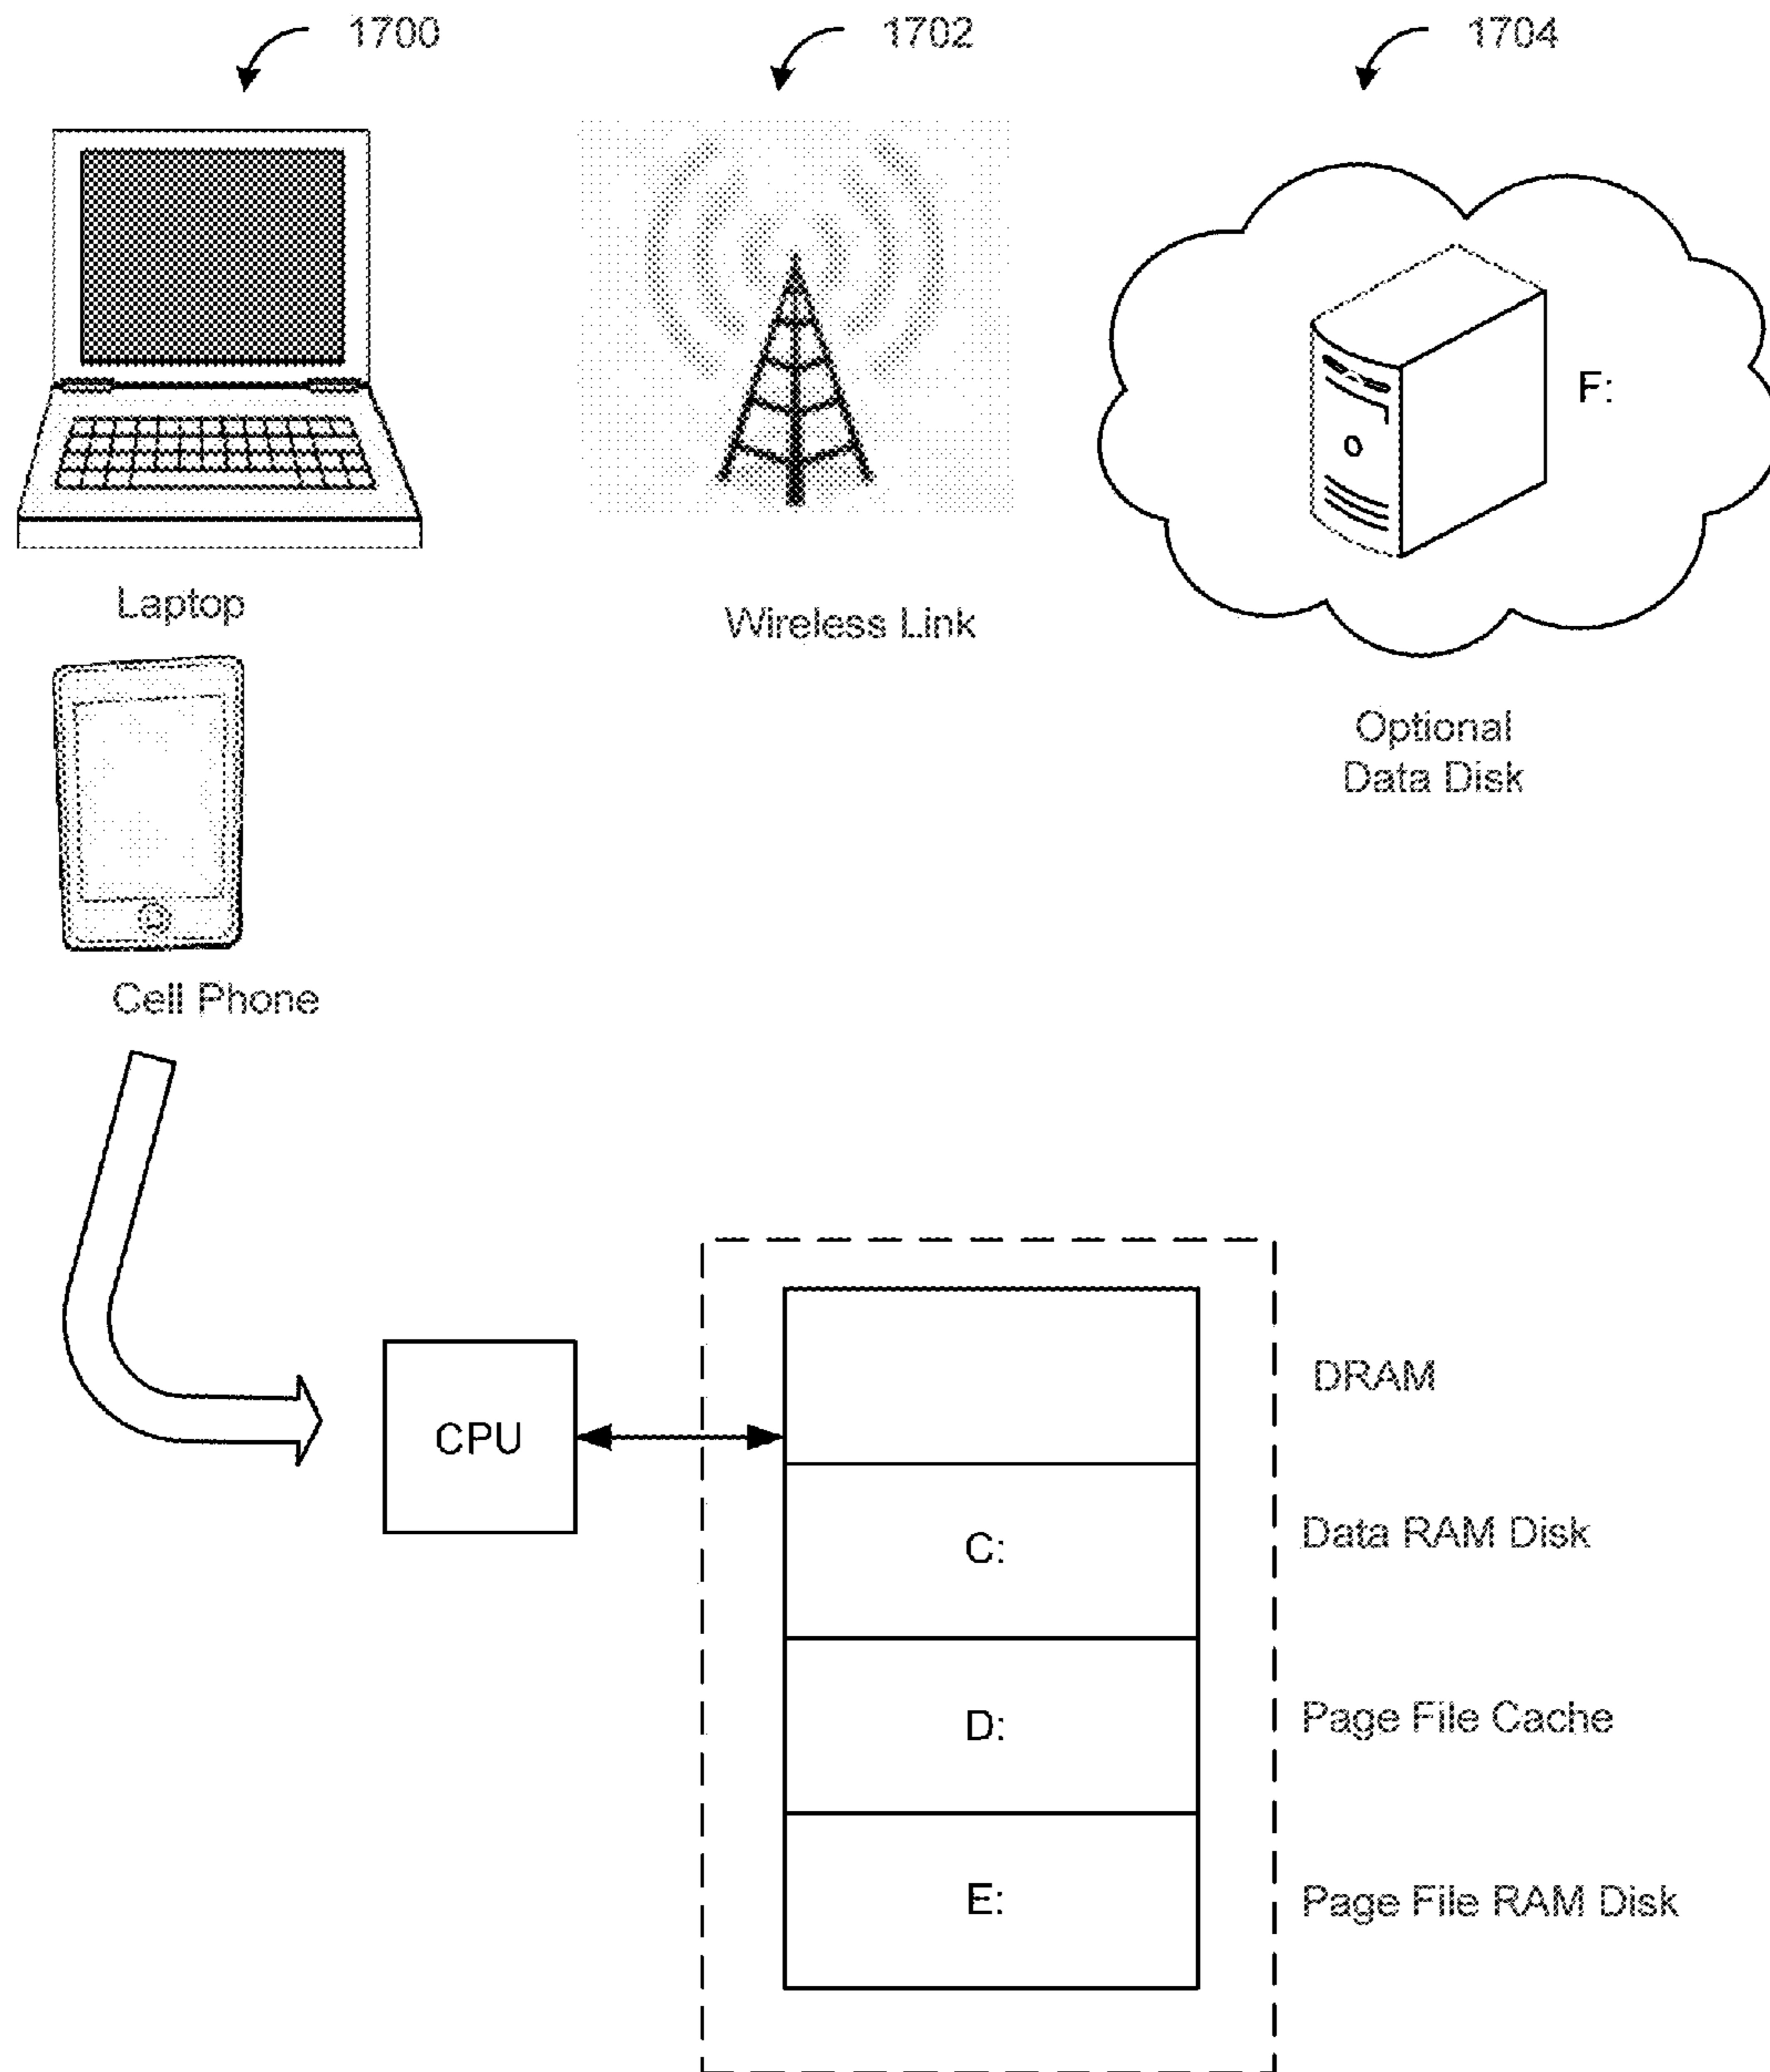 1700
1702
1704
F:
Laptop
Wireless Link
Optional
Data Disk
Cell Phone
DRAM
CPU
C:
Data RAM Disk
D:
Page File Cache
E:
Page File RAM Disk